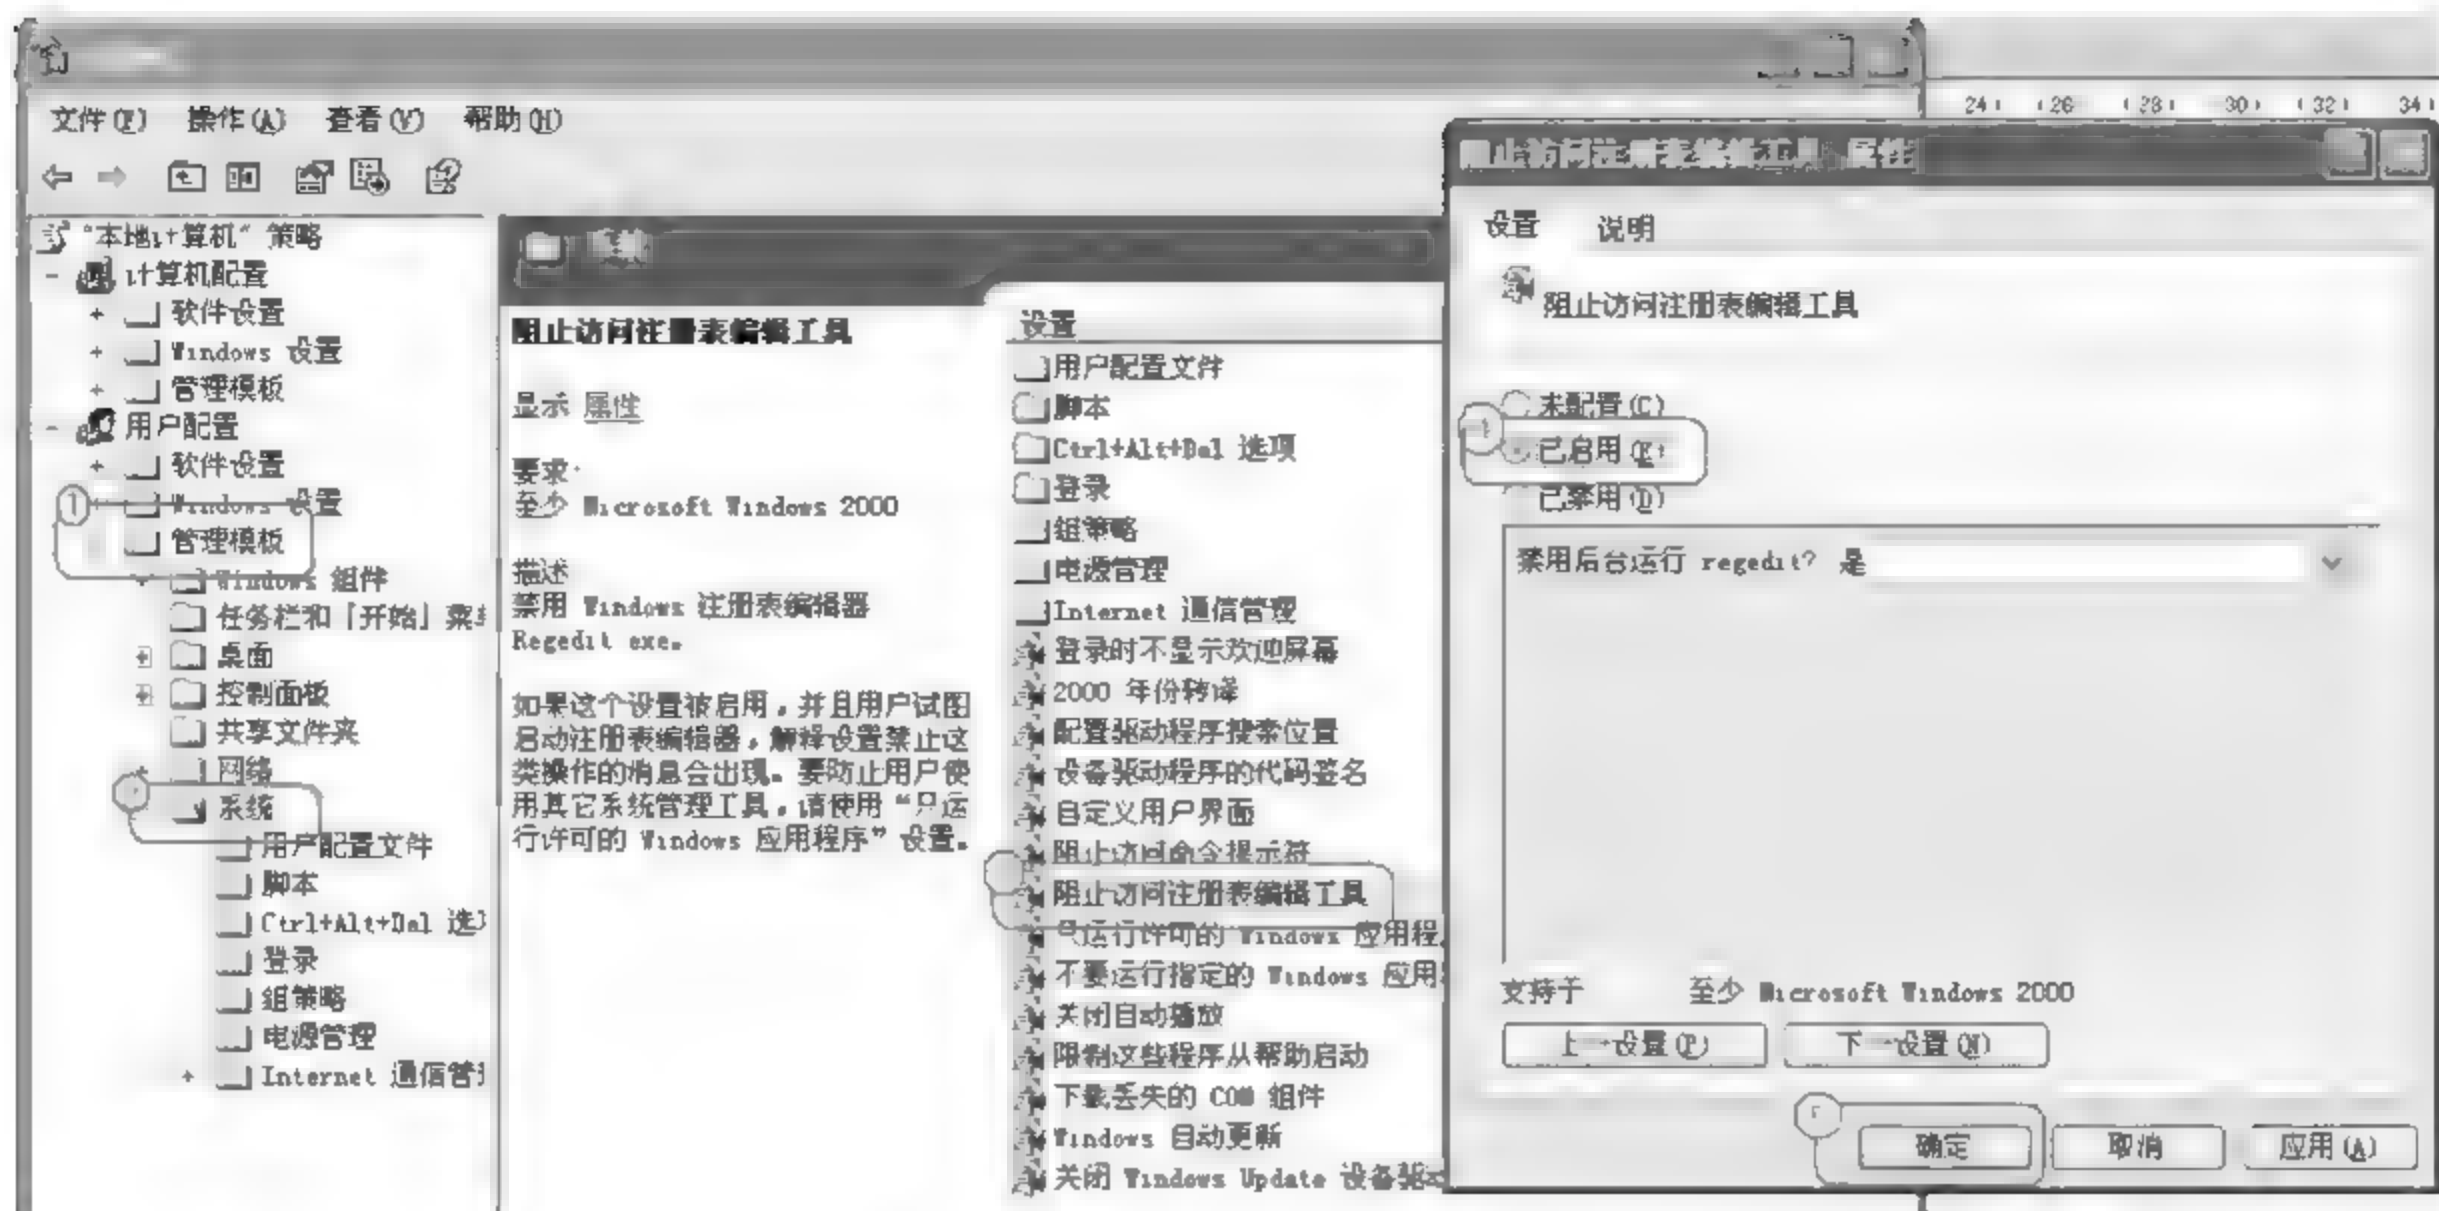 文件(F) 操作(A) 查看(V) 帮助(H)
"本地计算机" 策略
计算机配置
软件设置
Windows 设置
管理模板
用户配置
软件设置
Windows 设置
管理模板
Windows 组件
任务栏和「开始」菜单
桌面
控制面板
共享文件夹
网络
系统
用户配置文件
脚本
Ctrl+Alt+Del 选项
登录
组策略
电源管理
Internet 通信管理
阻止访问注册表编辑工具
显示 属性
要求:
至少 Microsoft Windows 2000
描述
禁用 Windows 注册表编辑器
Regedit exe。
如果这个设置被启用，并且用户试图
启动注册表编辑器，解释设置禁止这
类操作的消息会出现。要防止用户使
用其它系统管理工具，请使用 “只运
行许可的 Windows 应用程序” 设置。
设置
用户配置文件
脚本
Ctrl+Alt+Del 选项
登录
组策略
电源管理
Internet 通信管理
登录时不显示欢迎屏幕
2000 年份转译
配置驱动程序搜索位置
设备驱动程序的代码签名
自定义用户界面
阻止访问命令提示符
阻止访问注册表编辑工具
只运行许可的 Windows 应用程
不要运行指定的 Windows 应用
关闭自动播放
限制这些程序从帮助启动
下载丢失的 COM 组件
Windows 自动更新
关闭 Windows Update 设备驱动
24 26 28 30 32 34
阻止访问注册表编辑工具 属性
设置 说明
阻止访问注册表编辑工具
未配置(C)
已启用(E)
已禁用(D)
禁用后台运行 regedit? 是
支持于 至少 Microsoft Windows 2000
上一设置(P) 下一设置(N)
确定 取消 应用(A)